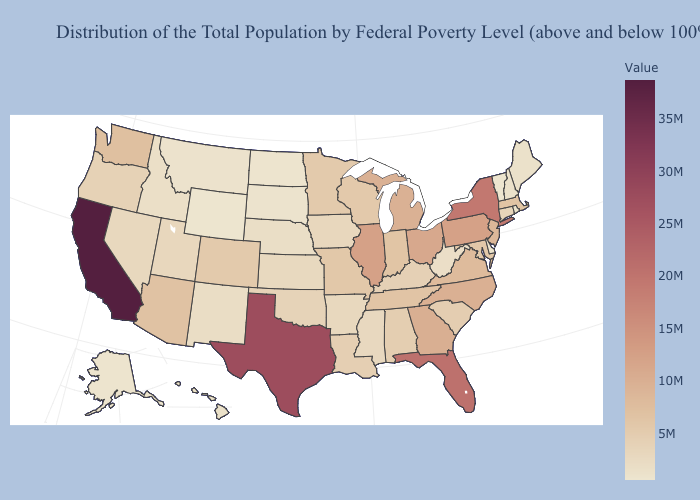 Distribution of the Total Population by Federal Poverty Level (above and below 100%
Value
35M
30M
25M
20M
15M
10M
5M